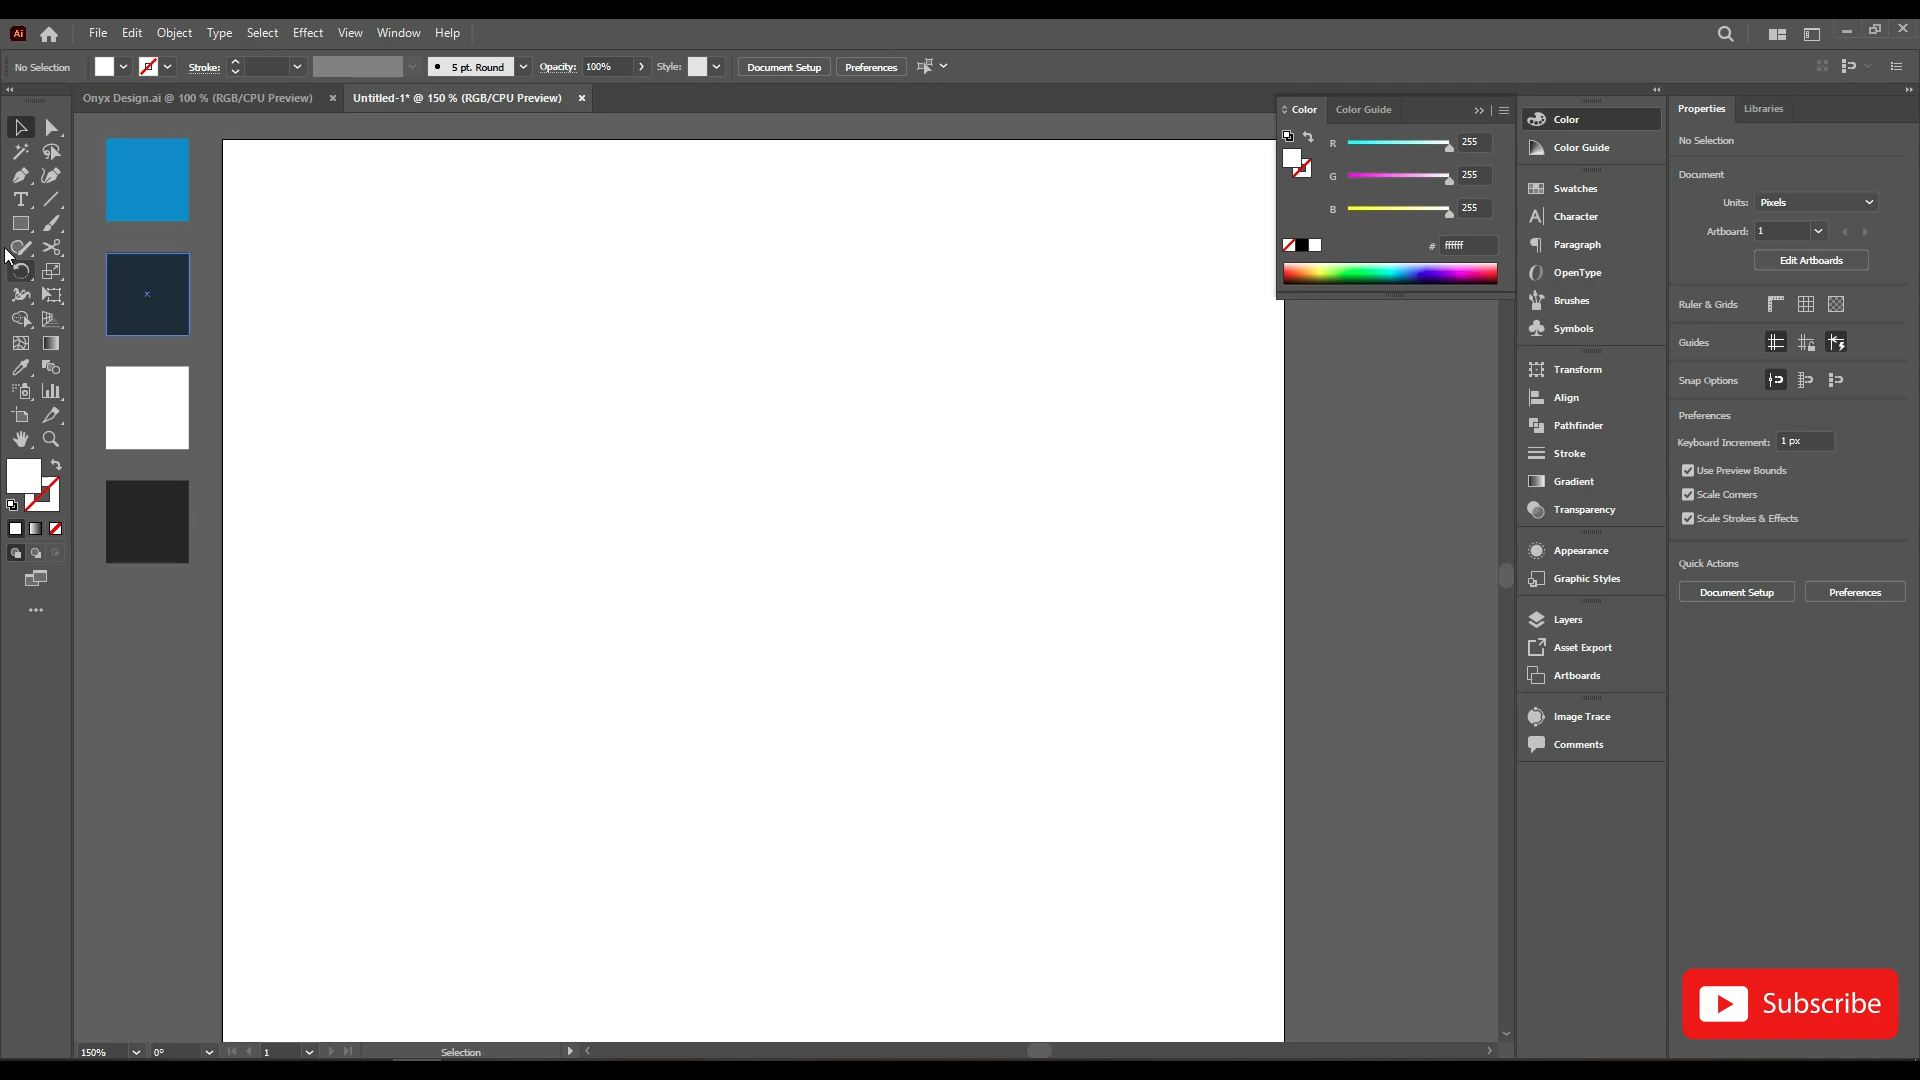 Ai File Edit Object Type Select Effect View Window Help
No Selection Stroke: 5 pt. Round Opacity: 100% Style: Document Setup Preferences
Onyx Design.ai @ 100 % (RGB/CPU Preview) × Untitled-1* @ 150 % (RGB/CPU Preview) ×
Color Color Guide
R 255
G 255
B 255
# ffffff
Color
Color Guide
Swatches
Character
Paragraph
OpenType
Brushes
Symbols
Transform
Align
Pathfinder
Stroke
Gradient
Transparency
Appearance
Graphic Styles
Layers
Asset Export
Artboards
Image Trace
Comments
Properties Libraries
No Selection
Document
Units: Pixels
Artboard: 1
Edit Artboards
Ruler & Grids
Guides
Snap Options
Preferences
Keyboard Increment: 1 px
Use Preview Bounds
Scale Corners
Scale Strokes & Effects
Quick Actions
Document Setup Preferences
Subscribe
150% 0° 1 Selection